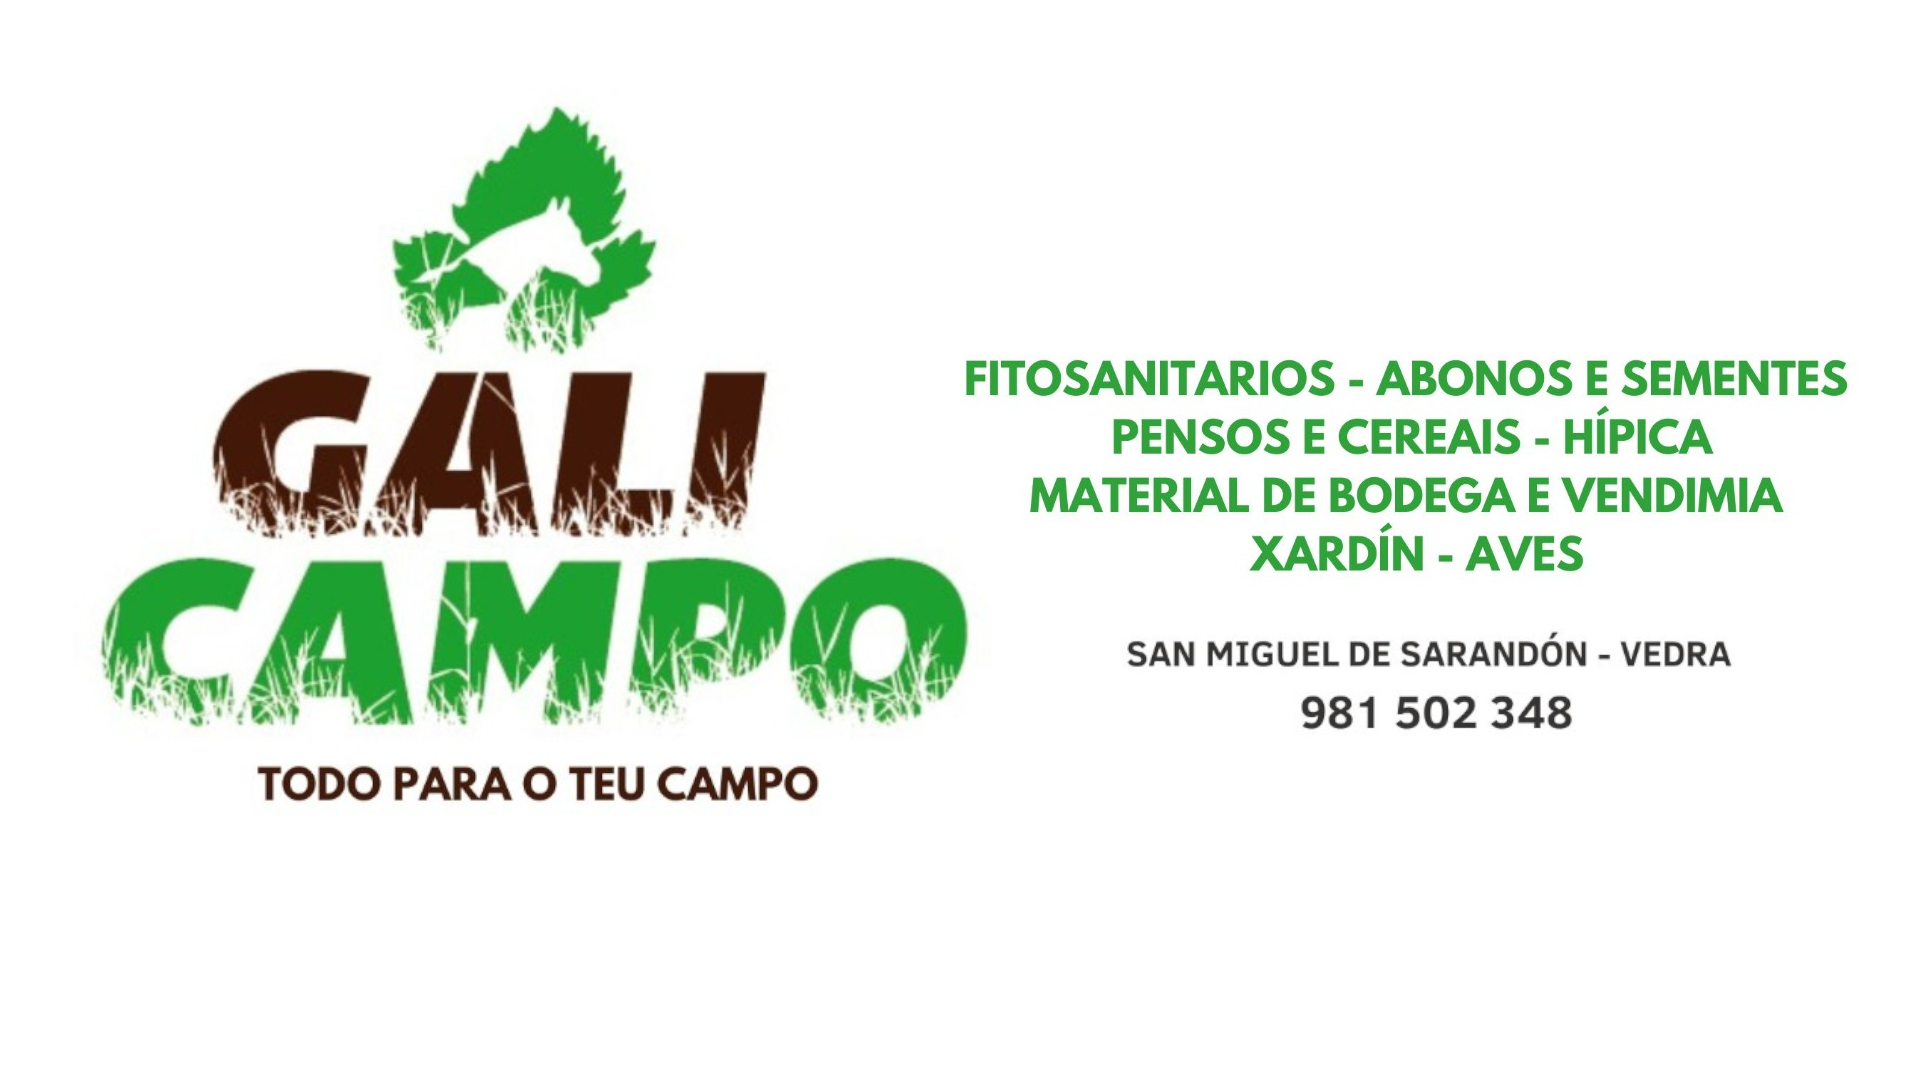 GALI
CAMPO
TODO PARA O TEU CAMPO
FITOSANITARIOS - ABONOS E SEMENTES
PENSOS E CEREAIS - HÍPICA
MATERIAL DE BODEGA E VENDIMIA
XARDÍN - AVES
SAN MIGUEL DE SARANDÓN - VEDRA
981 502 348